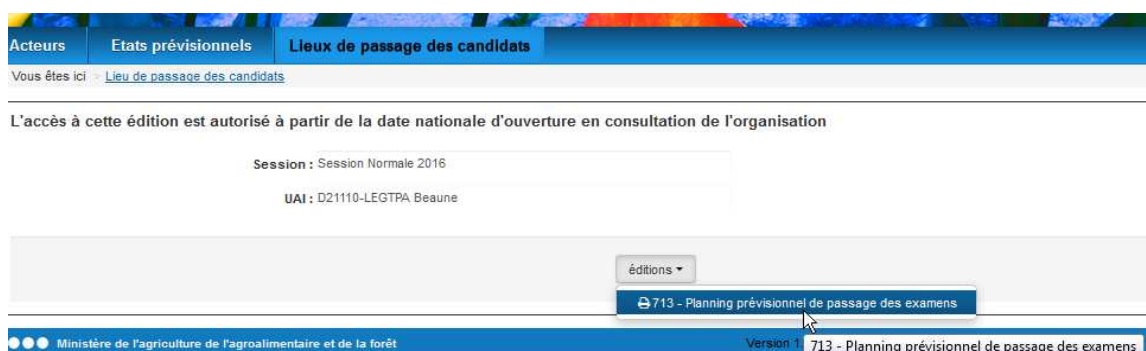 Acteurs Etats prévisionnels Lieux de passage des candidats
Vous êtes ici > Lieu de passage des candidats
L'accès à cette édition est autorisé à partir de la date nationale d'ouverture en consultation de l'organisation
Session : Session Normale 2016
UAI : D21110-LEGTPA Beaune
éditions
713 - Planning prévisionnel de passage des examens
Ministère de l'agriculture de l'agroalimentaire et de la forêt Version 1.
713 - Planning prévisionnel de passage des examens